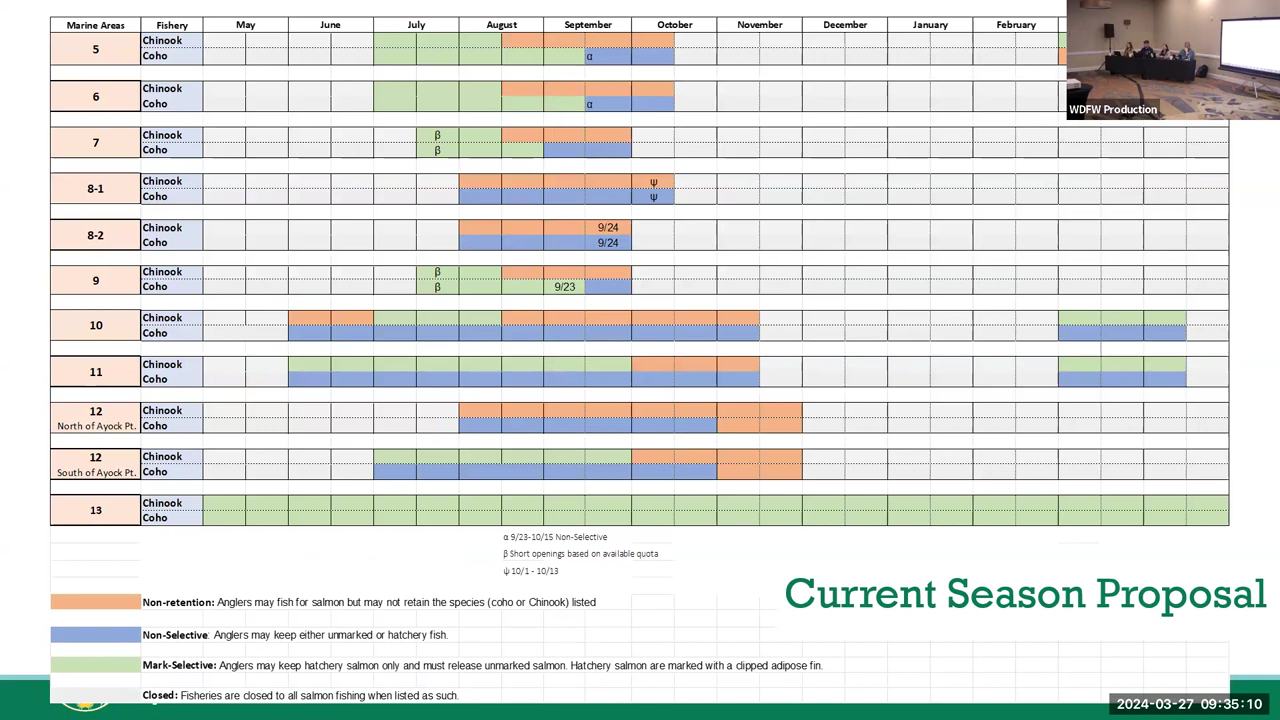 Marine Areas Fishery May June July August September October November December January February
5 Chinook
Coho α
6 Chinook
Coho α
7 Chinook β
Coho β
8-1 Chinook ψ
Coho ψ
8-2 Chinook 9/24
Coho 9/24
9 Chinook β
Coho β 9/23
10 Chinook
Coho
11 Chinook
Coho
12 Chinook
North of Ayock Pt. Coho
12 Chinook
South of Ayock Pt. Coho
13 Chinook
Coho
α 9/23-10/15 Non-Selective
β Short openings based on available quota
ψ 10/1 - 10/13
Non-retention: Anglers may fish for salmon but may not retain the species (coho or Chinook) listed
Non-Selective: Anglers may keep either unmarked or hatchery fish.
Mark-Selective: Anglers may keep hatchery salmon only and must release unmarked salmon. Hatchery salmon are marked with a clipped adipose fin.
Closed: Fisheries are closed to all salmon fishing when listed as such.
Current Season Proposal
WDFW Production
2024-03-27 09:35:10